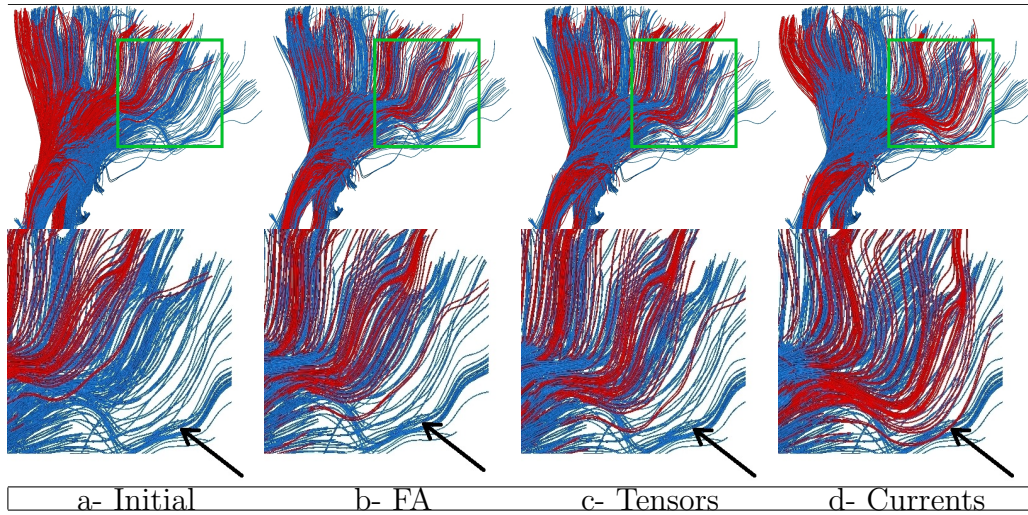 a- Initial b- FA c- Tensors d- Currents